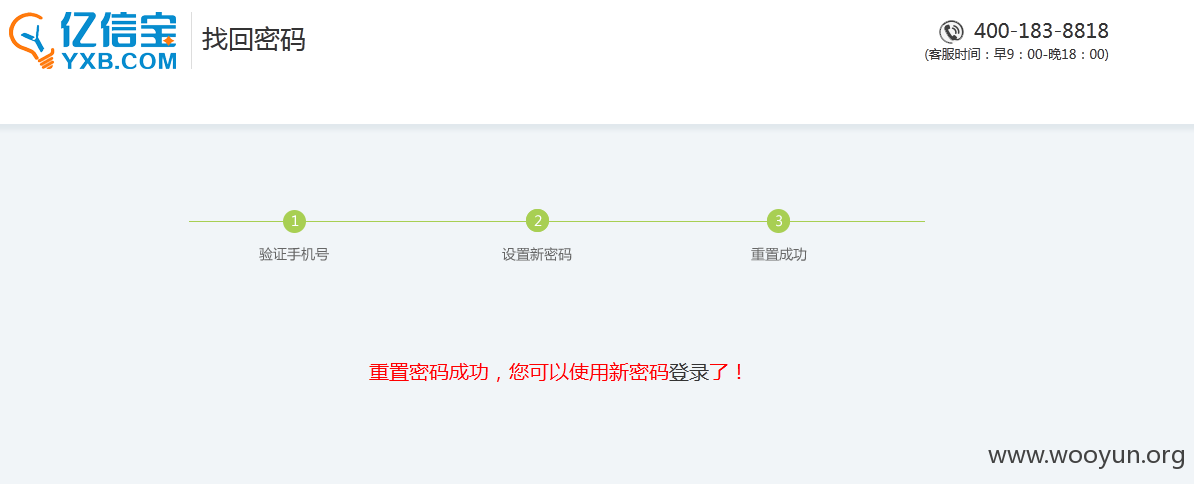 亿信宝
YXB.COM
找回密码
400-183-8818
(客服时间：早9：00-晚18：00)
1
2
3
验证手机号
设置新密码
重置成功
重置密码成功，您可以使用新密码登录了！
www.wooyun.org